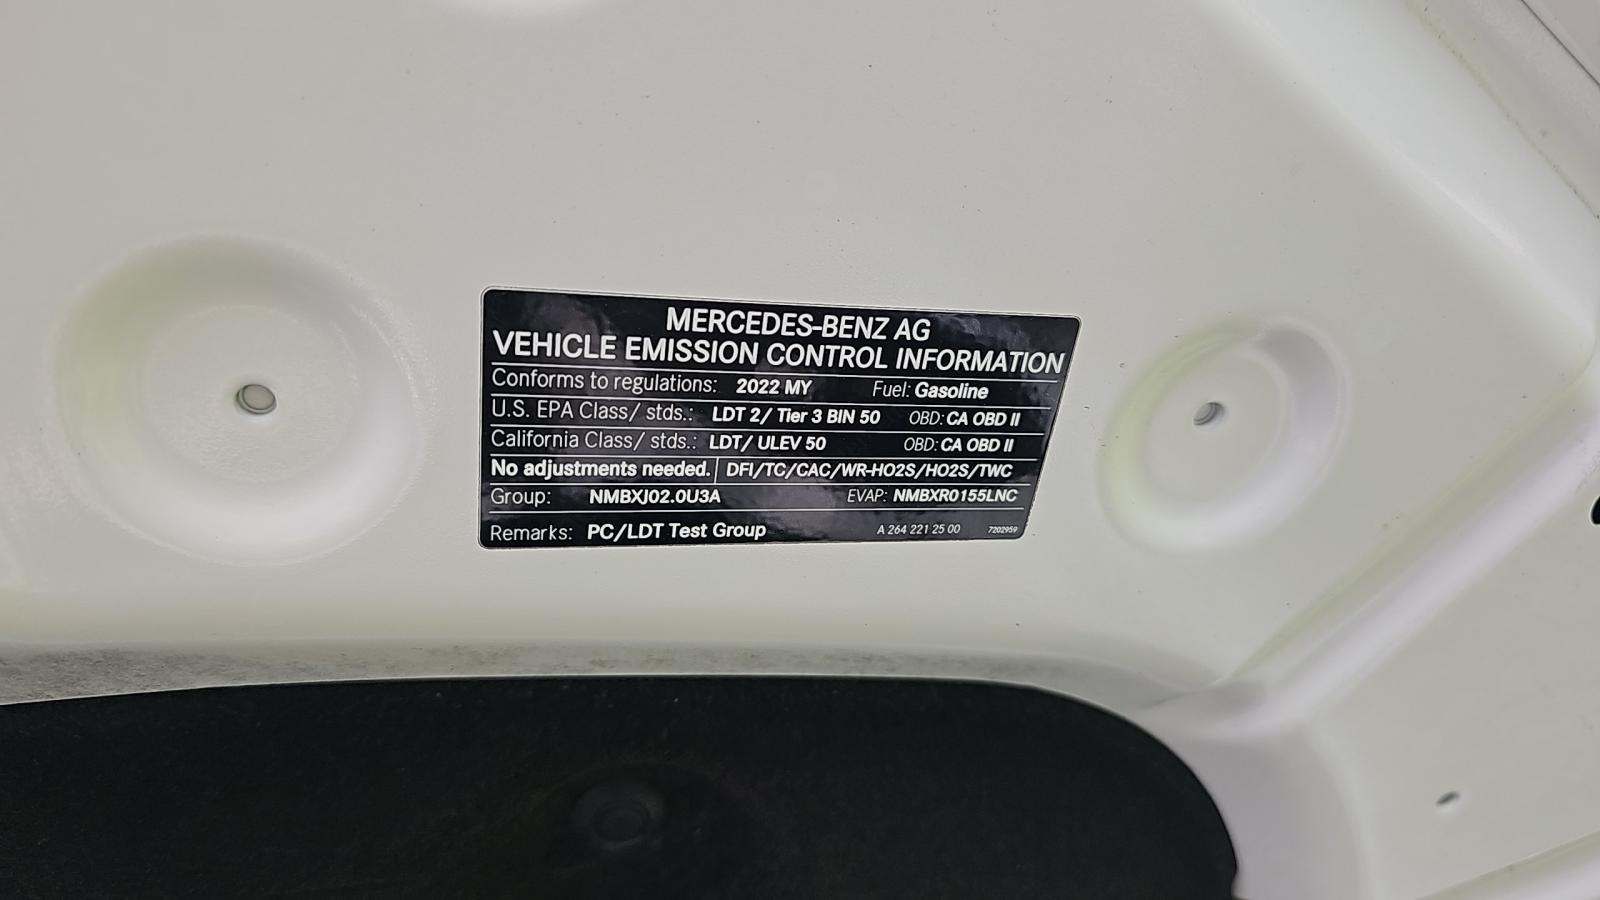 MERCEDES-BENZ AG
VEHICLE EMISSION CONTROL INFORMATION
Conforms to regulations: 2022 MY Fuel: Gasoline
U.S. EPA Class/ stds.: LDT 2/ Tier 3 BIN 50 OBD: CA OBD II
California Class/ stds.: LDT/ ULEV 50 OBD: CA OBD II
No adjustments needed. DFI/TC/CAC/WR-HO2S/HO2S/TWC
Group: NMBXJ02.0U3A EVAP: NMBXR0155LNC
Remarks: PC/LDT Test Group A 264 221 25 00 7202959